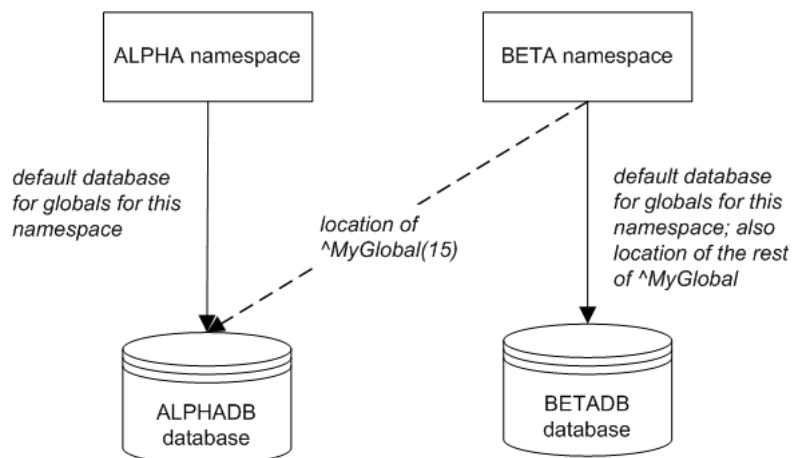 ALPHA namespace
BETA namespace
default database
for globals for this
namespace
location of
^MyGlobal(15)
default database
for globals for this
namespace; also
location of the rest
of ^MyGlobal
ALPHADB
database
BETADB
database